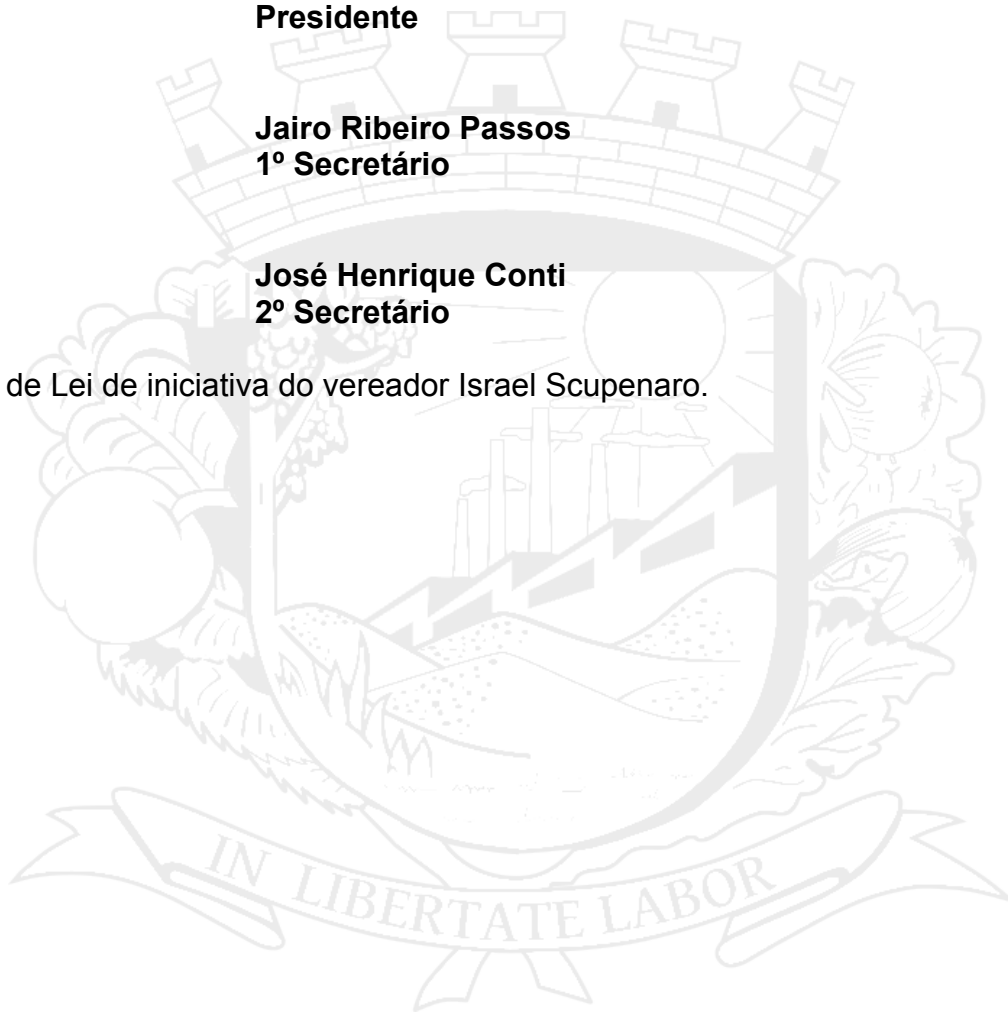 Presidente
Jairo Ribeiro Passos
1º Secretário
José Henrique Conti
2º Secretário
de Lei de iniciativa do vereador Israel Scupenaro.
IN LIBERTATE LABOR